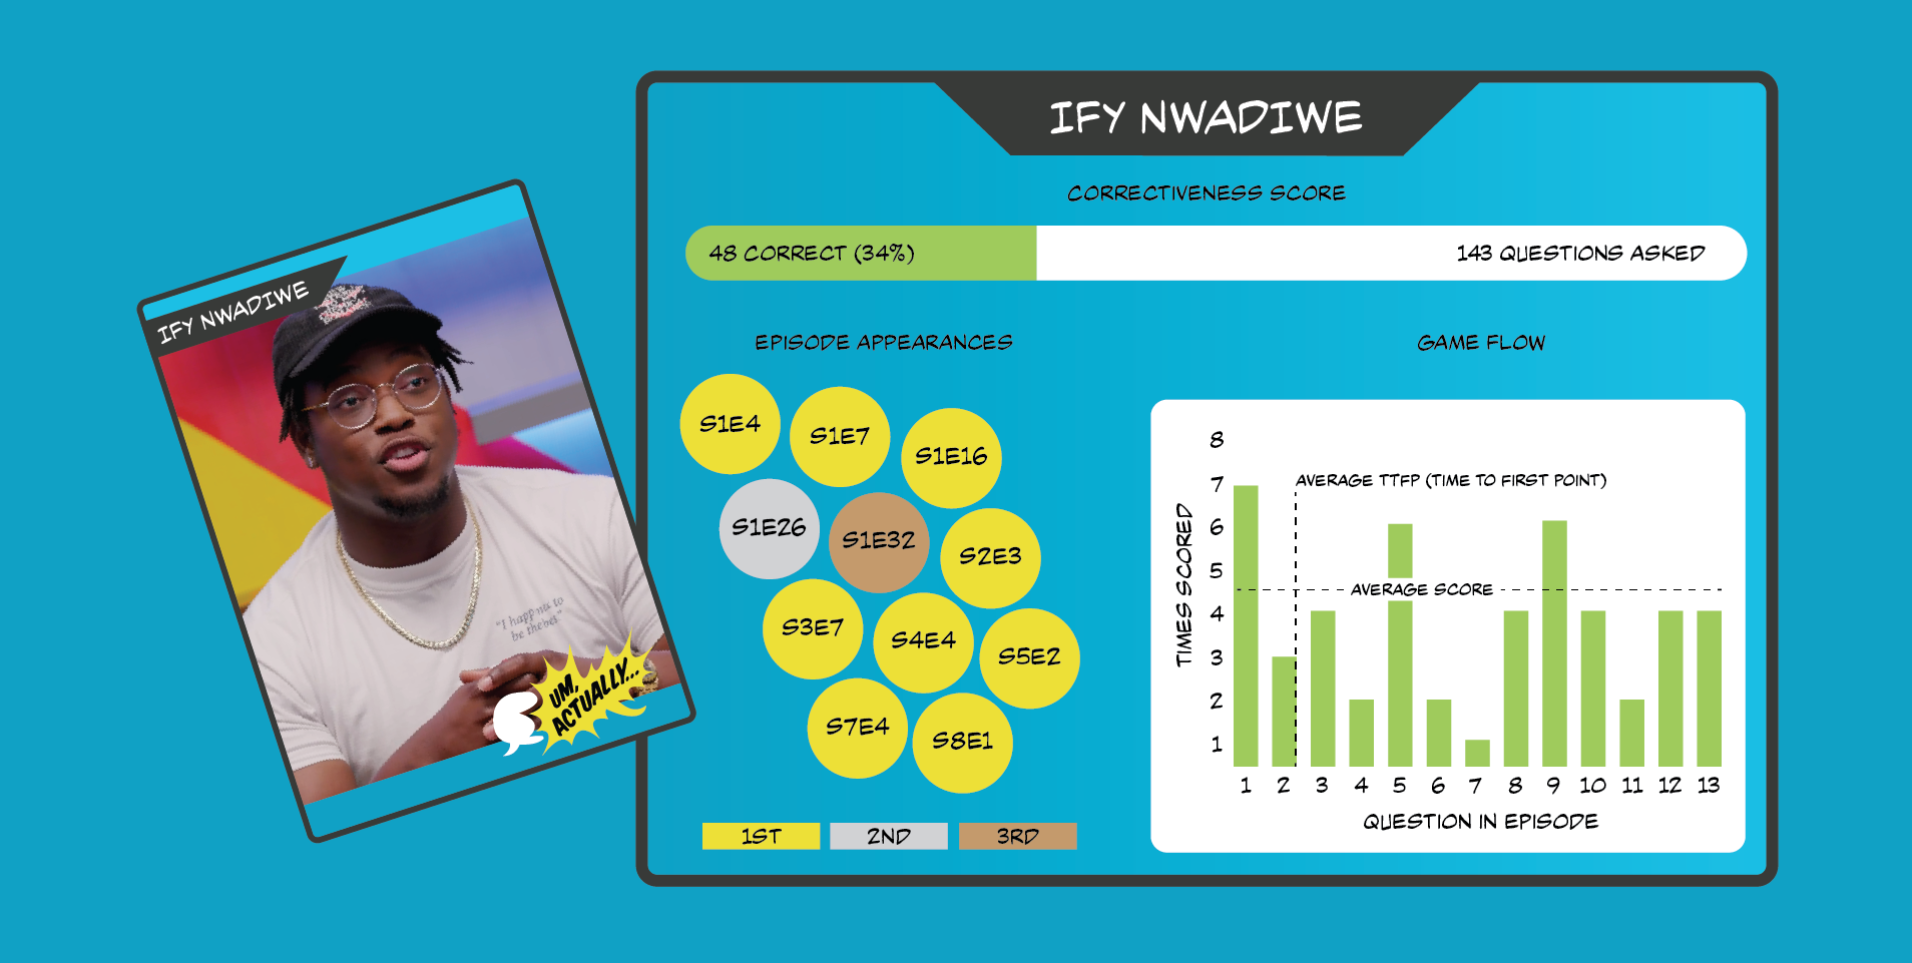 IFY NWADIWE
"I happ nis to
be the bet"
UM,
ACTUALLY...
IFY NWADIWE
CORRECTIVENESS SCORE
48 CORRECT (34%)
143 QUESTIONS ASKED
EPISODE APPEARANCES
S1E4
S1E7
S1E16
S1E26
S1E32
S2E3
S3E7
S4E4
S5E2
S7E4
S8E1
1ST
2ND
3RD
GAME FLOW
TIMES SCORED
8
7
6
5
4
3
2
1
AVERAGE TTFP (TIME TO FIRST POINT)
AVERAGE SCORE
1 2 3 4 5 6 7 8 9 10 11 12 13
QUESTION IN EPISODE